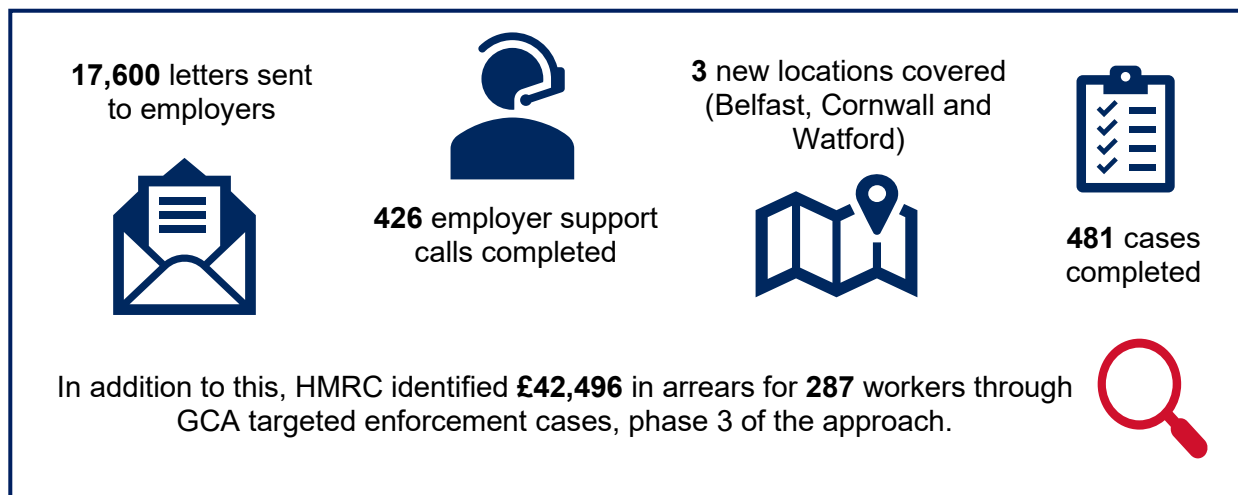 17,600 letters sent
to employers
426 employer support
calls completed
3 new locations covered
(Belfast, Cornwall and
Watford)
481 cases
completed
In addition to this, HMRC identified £42,496 in arrears for 287 workers through
GCA targeted enforcement cases, phase 3 of the approach.